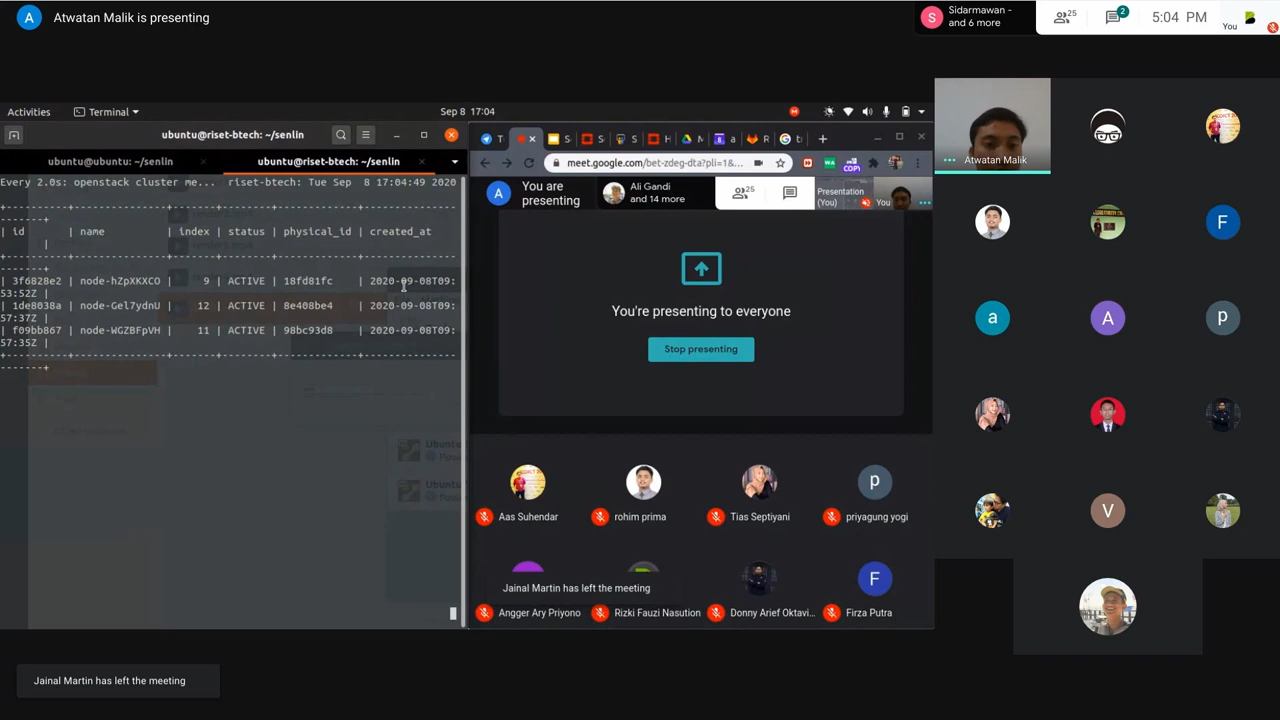 A
Atwatan Malik is presenting
S
Sidarmawan -
and 6 more
25
2
5:04 PM
You
Activities
Terminal
Sep 8 17:04
ubuntu@riset-btech: ~/senlin
ubuntu@ubuntu: ~/senlin
ubuntu@riset-btech: ~/senlin
Every 2.0s: openstack cluster me... riset-btech: Tue Sep  8 17:04:49 2020
+----------+---------------+-------+--------+-------------+--------------
-------+
| id       | name          | index | status | physical_id | created_at
       |
+----------+---------------+-------+--------+-------------+--------------
-------+
| 3f6828e2 | node-hZpXKXCO |     9 | ACTIVE | 18fd81fc    | 2020-09-08T09:
53:52Z |
| 1de8038a | node-Gel7ydnU |    12 | ACTIVE | 8e408be4    | 2020-09-08T09:
57:37Z |
| f09bb867 | node-WGZBFpVH |    11 | ACTIVE | 98bc93d8    | 2020-09-08T09:
57:35Z |
+----------+---------------+-------+--------+-------------+--------------
-------+
meet.google.com/bet-zdeg-dta?pli=1&...
WA
COPY
A
You are
presenting
Ali Gandi
and 14 more
25
Presentation
(You)
You
You're presenting to everyone
Stop presenting
Aas Suhendar
rohim prima
Tias Septiyani
p
priyagung yogi
Jainal Martin has left the meeting
F
Angger Ary Priyono
Rizki Fauzi Nasution
Donny Arief Oktavi...
Firza Putra
Atwatan Malik
F
a
A
p
V
Jainal Martin has left the meeting